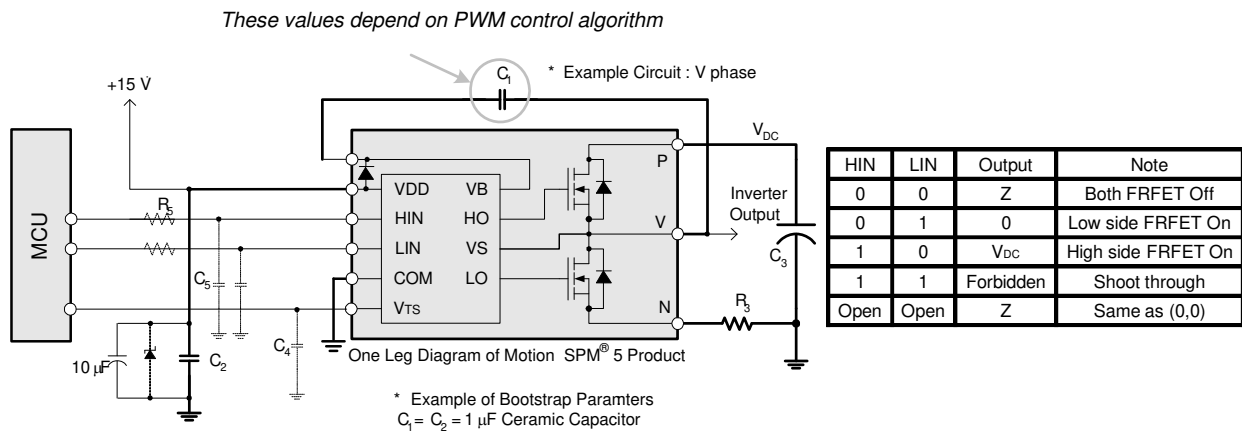 These values depend on PWM control algorithm
+15 V
C1
* Example Circuit : V phase
MCU
R5
C5
C4
10 μF
C2
VDD
HIN
LIN
COM
VTS
VB
HO
VS
LO
P
V
N
VDC
Inverter
Output
C3
R3
One Leg Diagram of Motion SPM® 5 Product
* Example of Bootstrap Paramters
C1 = C2 = 1 μF Ceramic Capacitor
HIN LIN Output Note
0 0 Z Both FRFET Off
0 1 0 Low side FRFET On
1 0 VDC High side FRFET On
1 1 Forbidden Shoot through
Open Open Z Same as (0,0)